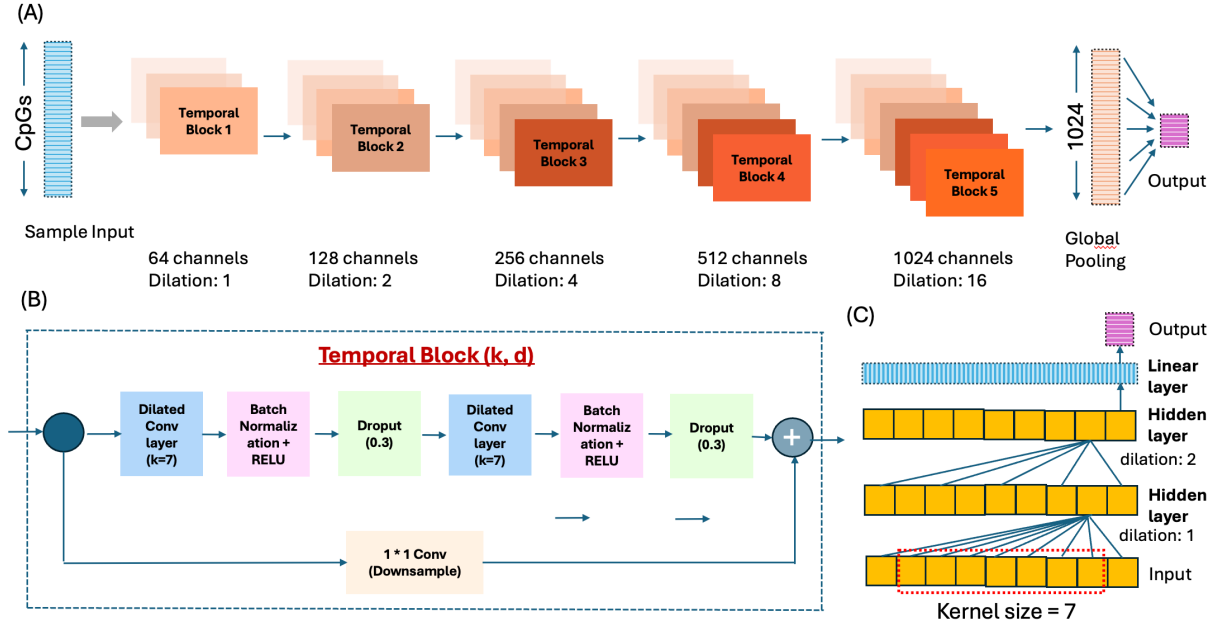 (A)
CpGs
Sample Input
Temporal
Block 1
Temporal
Block 2
Temporal
Block 3
Temporal
Block 4
Temporal
Block 5
1024
Output
Global
Pooling
64 channels
Dilation: 1
128 channels
Dilation: 2
256 channels
Dilation: 4
512 channels
Dilation: 8
1024 channels
Dilation: 16
(B)
Temporal Block (k, d)
Dilated
Conv
layer
(k=7)
Batch
Normaliz
ation +
RELU
Droput
(0.3)
Dilated
Conv
layer
(k=7)
Batch
Normaliz
ation +
RELU
Droput
(0.3)
+
1 * 1 Conv
(Downsample)
(C)
Output
Linear
layer
Hidden
layer
dilation: 2
Hidden
layer
dilation: 1
Input
Kernel size = 7